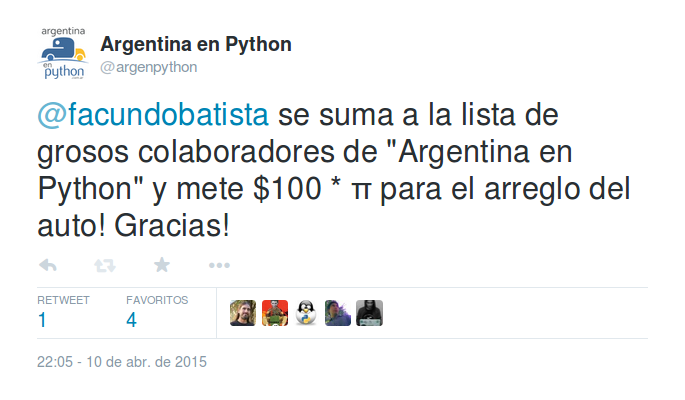 argentina
en
python
Argentina en Python
@argenpython
@facundobatista se suma a la lista de
grosos colaboradores de "Argentina en
Python" y mete $100 * π para el arreglo del
auto! Gracias!
RETWEET
1
FAVORITOS
4
22:05 - 10 de abr. de 2015